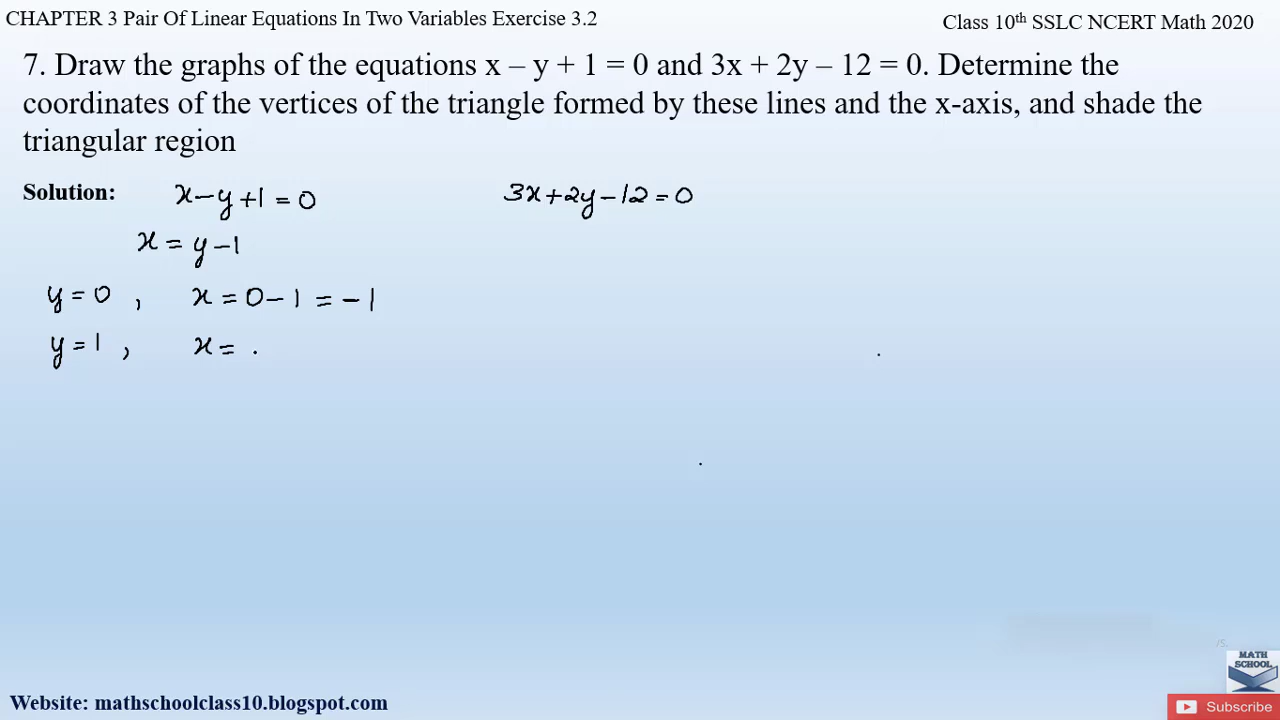 CHAPTER 3 Pair Of Linear Equations In Two Variables Exercise 3.2
Class 10th SSLC NCERT Math 2020
7. Draw the graphs of the equations x – y + 1 = 0 and 3x + 2y – 12 = 0. Determine the
coordinates of the vertices of the triangle formed by these lines and the x-axis, and shade the
triangular region
Solution: x – y + 1 = 0 3x + 2y – 12 = 0
x = y – 1
y = 0 , x = 0 – 1 = – 1
y = 1 , x =
MATH
SCHOOL
Website: mathschoolclass10.blogspot.com
Subscribe